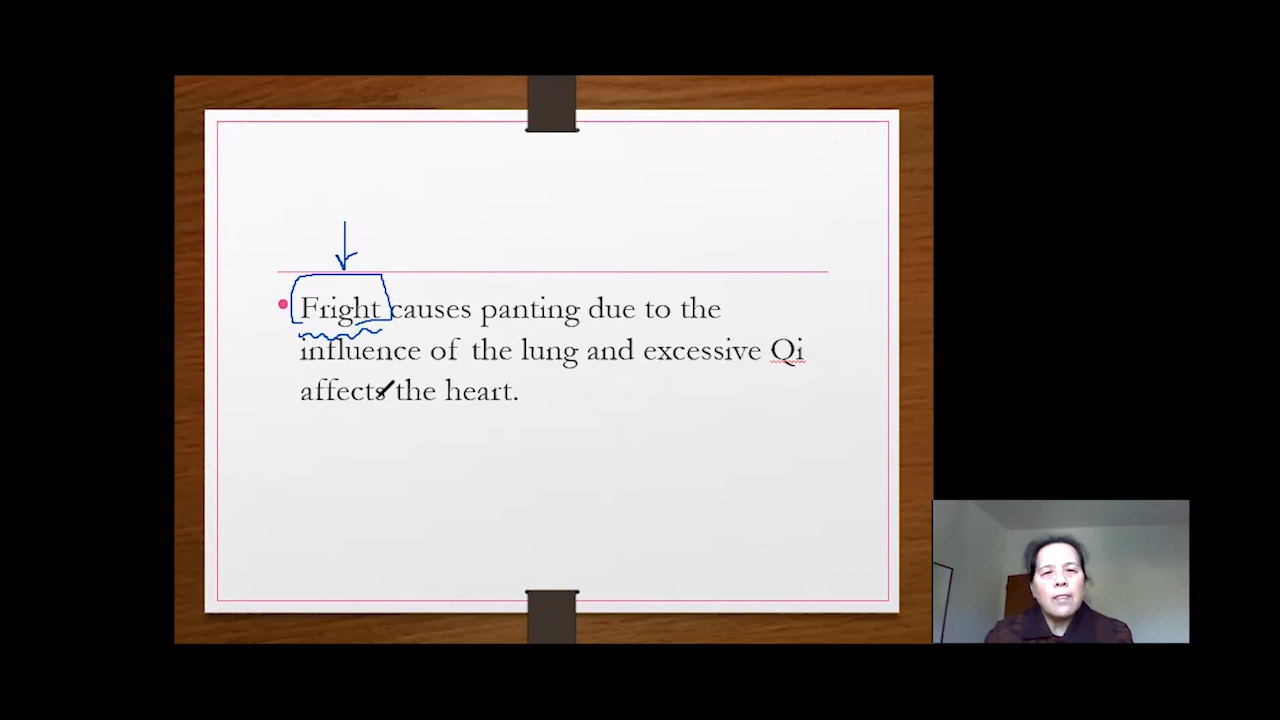 Fright causes panting due to the
influence of the lung and excessive Qi
affects the heart.